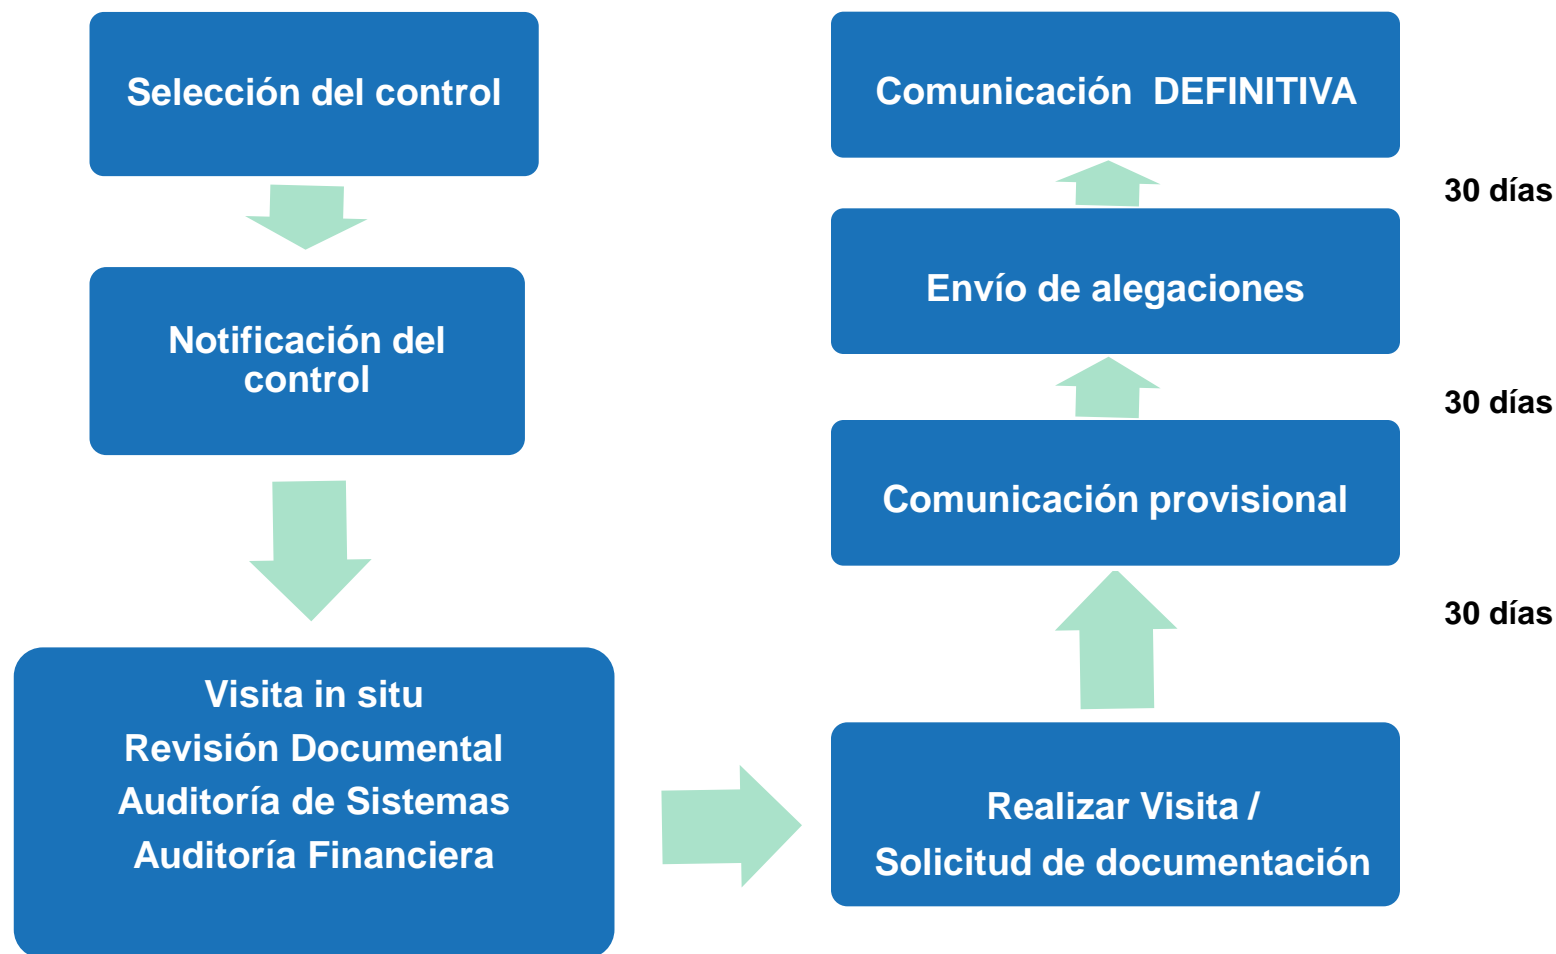 Selección del control
Notificación del
control
Visita in situ
Revisión Documental
Auditoría de Sistemas
Auditoría Financiera
Realizar Visita /
Solicitud de documentación
30 días
Comunicación provisional
30 días
Envío de alegaciones
30 días
Comunicación  DEFINITIVA